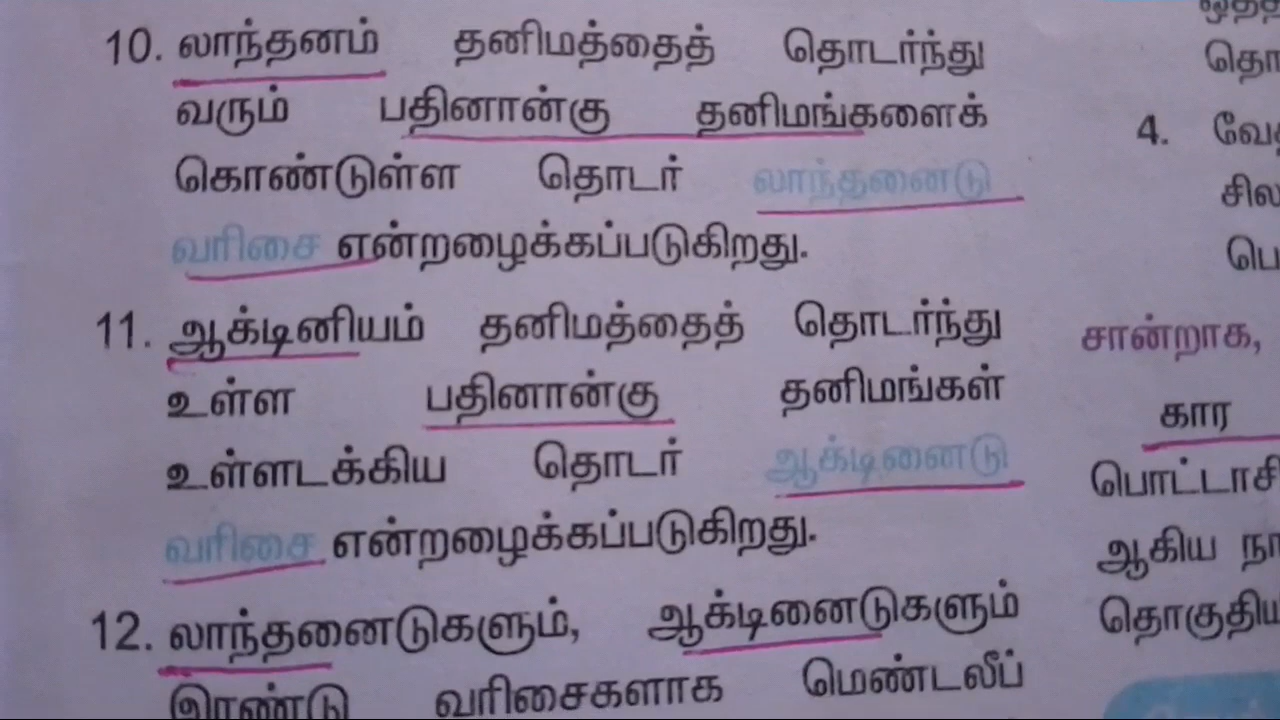 10. லாந்தனம் தனிமத்தைத் தொடர்ந்து
வரும் பதினான்கு தனிமங்களைக்
கொண்டுள்ள தொடர் லாந்தனைடு
வரிசை என்றழைக்கப்படுகிறது.
11. ஆக்டினியம் தனிமத்தைத் தொடர்ந்து
உள்ள பதினான்கு தனிமங்கள்
உள்ளடக்கிய தொடர் ஆக்டினைடு
வரிசை என்றழைக்கப்படுகிறது.
12. லாந்தனைடுகளும், ஆக்டினைடுகளும்
இரண்டு வரிசைகளாக மெண்டலீப்
4.
சான்றாக,
கார
பொட்டாசி
ஆகிய நா
தொகுதிய